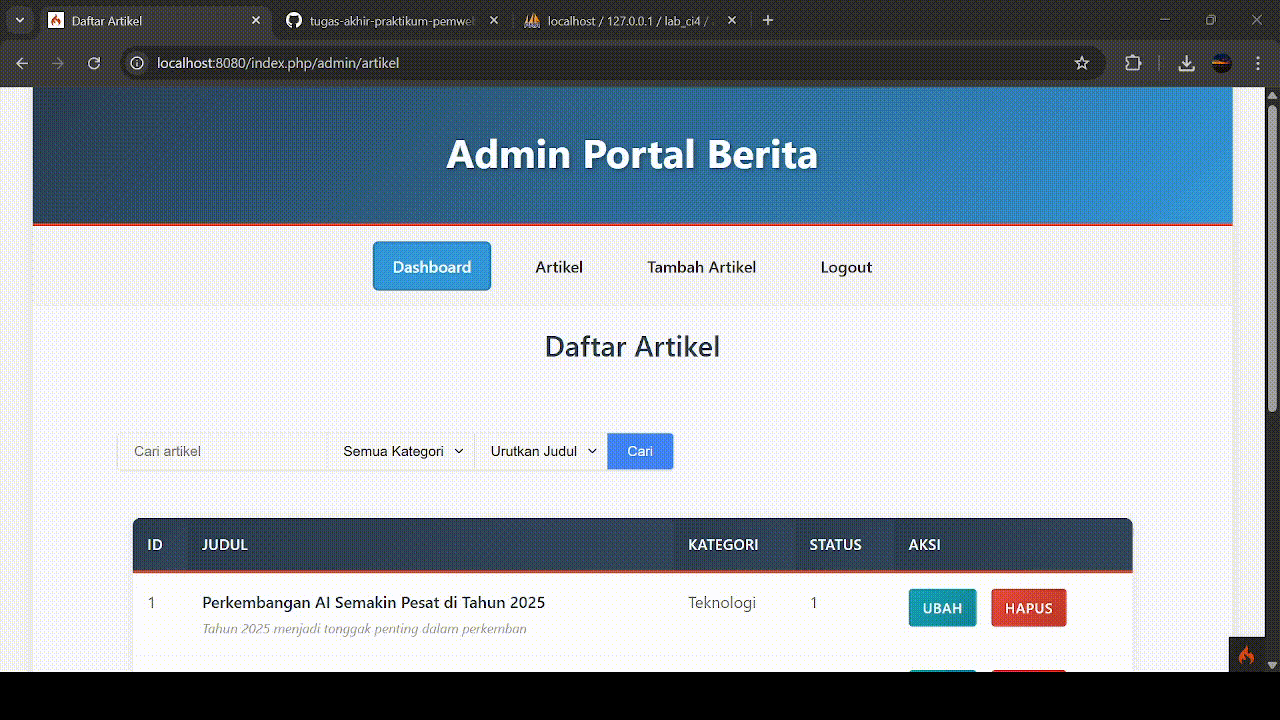 Daftar Artikel
tugas-akhir-praktikum-pemwe
localhost / 127.0.0.1 / lab_ci4 /
localhost:8080/index.php/admin/artikel
Admin Portal Berita
Dashboard Artikel Tambah Artikel Logout
Daftar Artikel
Cari artikel Semua Kategori Urutkan Judul Cari
ID JUDUL KATEGORI STATUS AKSI
1 Perkembangan AI Semakin Pesat di Tahun 2025 Teknologi 1 UBAH HAPUS
Tahun 2025 menjadi tonggak penting dalam perkemban